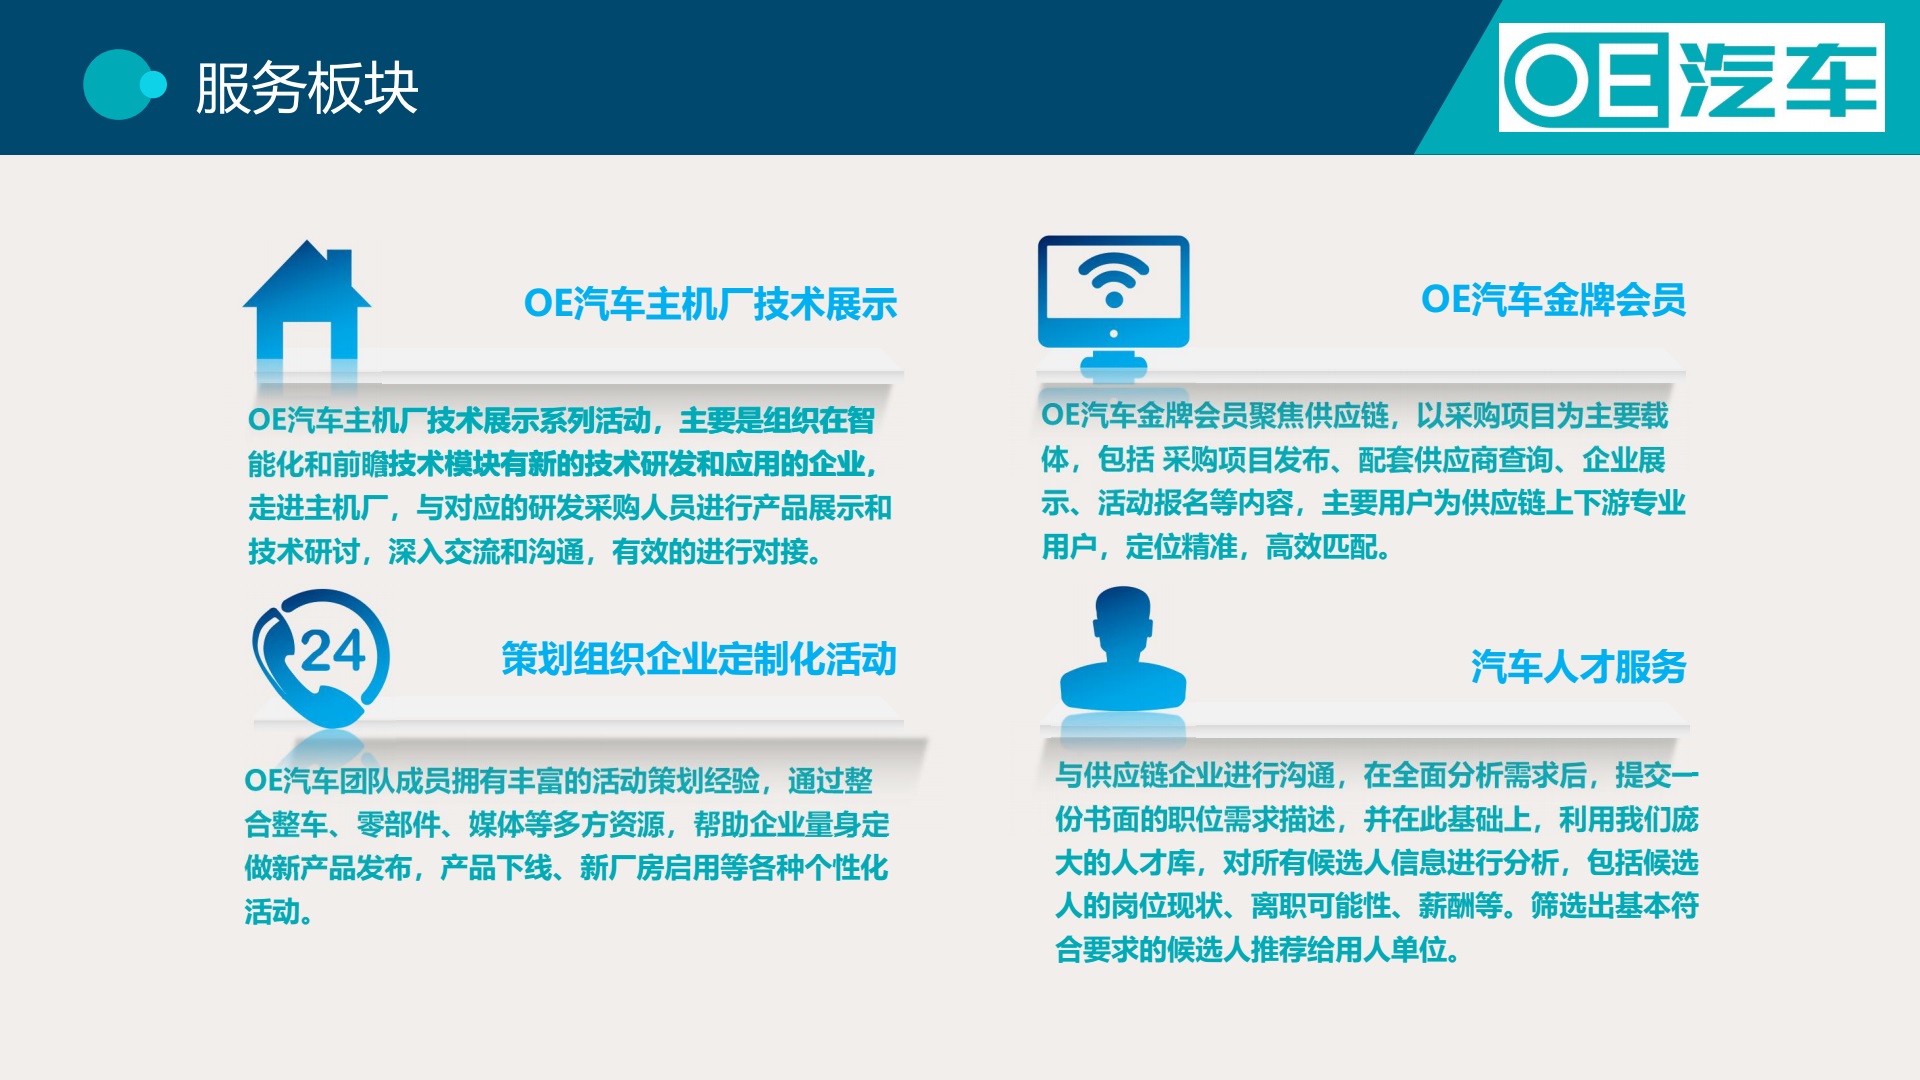 服务板块
OE汽车
OE汽车主机厂技术展示
OE汽车主机厂技术展示系列活动，主要是组织在智
能化和前瞻技术模块有新的技术研发和应用的企业，
走进主机厂，与对应的研发采购人员进行产品展示和
技术研讨，深入交流和沟通，有效的进行对接。
OE汽车金牌会员
OE汽车金牌会员聚焦供应链，以采购项目为主要载
体，包括 采购项目发布、配套供应商查询、企业展
示、活动报名等内容，主要用户为供应链上下游专业
用户，定位精准，高效匹配。
24
策划组织企业定制化活动
OE汽车团队成员拥有丰富的活动策划经验，通过整
合整车、零部件、媒体等多方资源，帮助企业量身定
做新产品发布，产品下线、新厂房启用等各种个性化
活动。
汽车人才服务
与供应链企业进行沟通，在全面分析需求后，提交一
份书面的职位需求描述，并在此基础上，利用我们庞
大的人才库，对所有候选人信息进行分析，包括候选
人的岗位现状、离职可能性、薪酬等。筛选出基本符
合要求的候选人推荐给用人单位。